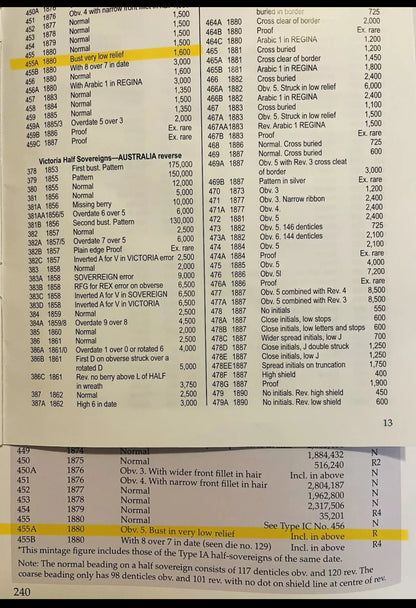 450A 1876
451 1876 Obv. 4 with narrow front 1,500
452 1877 Normal 1,500
453 1878 Normal 1,500
454 1879 Normal 1,500
455 1880 Normal
455A 1880 Bust very low relief 1,600
455B 1880 With 8 over 7 in date 3,000
456 1880 Normal 1,600
456A 1880 With Arabic 1 in REGINA 3,000
457 1883 Normal 1,350
458 1884 Normal 1,500
459 1885 Normal 1,350
459A 1885/3 Overdate 5 over 3 2,000
459B 1886 Proof Ex. rare
459C 1887 Proof Ex. rare
Victoria Half Sovereigns—AUSTRALIA reverse
378 1853 First bust. Pattern 175,000
379 1855 Pattern 150,000
380 1855 Normal 12,000
381 1856 Normal 5,000
381A 1856 Missing berry 10,000
381AA1856/5 Overdate 6 over 5 6,000
381B 1856 Second bust. Pattern 130,000
382 1857 Normal 2,500
382A 1857/5 Overdate 7 over 5 6,000
382B 1857 Plain edge Proof Ex. rare
382C 1857 Inverted A for V in VICTORIA error 2,500
383 1858 Normal 2,000
383A 1858 SOVERREIGN error 9,000
383B 1858 RFG for REX error on obverse 6,500
383C 1858 Inverted A for V in SOVEREIGN 6,500
383D 1858 Inverted A for V in VICTORIA 6,500
384 1859 Normal 2,500
384A 1859/8 Overdate 9 over 8 4,500
385 1860 Normal 2,000
386 1861 Normal 2,500
386A 1861/0 Overdate 1 over 0 rotated 6 4,000
386B 1861 First D on obverse struck over a
rotated D 5,000
386C 1861 Rev. no berry above L of HALF
in wreath 3,750
387 1862 Normal 2,500
387A 1862 High 6 in date 3,000
buried in border 725
464A 1880 Cross clear of border 2,000
464B 1880 Proof Ex. rare
464C 1880 Arabic 1 in REGINA 1,200
465 1881 Cross buried 1,200
465A 1881 Cross clear of border 1,450
465B 1881 Arabic 1 in REGINA 1,800
466 1882 Cross buried 2,400
466A 1882 Obv. 5. Struck in low relief 6,000
466B 1882 Arabic 1 in REGINA 2,400
467 1883 Cross buried 1,100
467A 1883 Obv. 5. Struck in low relief 1,500
467AA1883 Rev. Arabic 1 REGINA 1,500
467B 1883 Proof Ex. rare
468 1886 Normal. Cross buried 725
469 1887 Normal. Cross buried 600
469A 1887 Obv. 5 with Rev. 3 cross cleat
of border 3,000
469B 1887 Pattern in silver Ex. rare
470 1873 Obv. 3 1,200
471 1877 Obv. 3. Narrow ribbon 2,400
471A 1877 Obv. 4 2,400
472 1881 Obv. 5 2,400
473 1882 Obv. 5. 146 denticles 725
473A 1882 Obv. 6. 144 denticles 2,100
474 1884 Obv. 5 2,100
474A 1884 Proof Ex. rare
475 1885 Obv. 5 4,000
476 1886 Obv. 5I 7,200
476A 1886 Proof Ex. rare
477 1887 Obv. 5 combined with Rev. 4 8,500
477A 1887 Obv. 5 combined with Rev. 3 8,500
478 1887 No initials 550
478A 1887 Close initials, low stops 600
478B 1887 Close initials, low letters and stops 600
478C 1887 Wider spread initials, low J 700
478D 1887 Close initials, J double struck 1,250
478E 1887 Close initials, low J 1,250
478EE1887 Spread initials on truncation 1,750
478F 1887 High shield 400
478G 1887 Proof 1,900
479 1890 No initials. Rev. high shield 450
479A 1890 No initials. Rev. low shield 600
13
449 1874 Normal 1,884,432 N
450 1875 Normal 516,240 R2
450A 1876 Obv. 3. With wider front fillet in hair Incl. in above N
451 1876 Obv. 4. With narrow front fillet in hair 2,804,187 N
452 1877 Normal 1,962,800 N
453 1878 Normal 2,317,506 N
454 1879 Normal 35,201 R4
455 1880 Normal See Type IC No. 456 N
455A 1880 Obv. 5. Bust in very low relief Incl. in above R
455B 1880 With 8 over 7 in date (seen die no. 129) Incl. in above R4
*This mintage figure includes those of the Type IA half-sovereigns of the same date.
Note: The normal beading on a half sovereign consists of 117 denticles obv. and 120 rev. The
coarse beading only has 98 denticles obv. and 101 rev. with no dot on shield line at centre of rev.
240